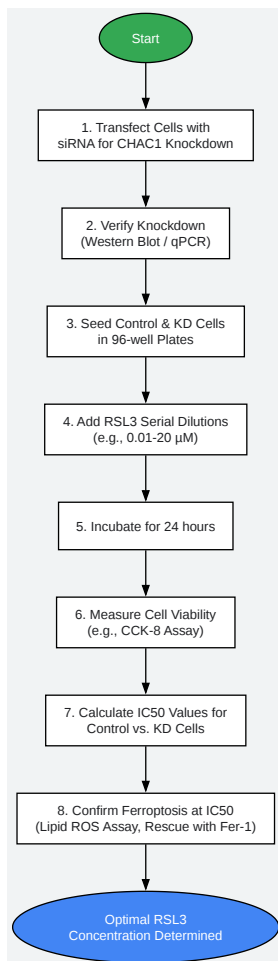 Start
1. Transfect Cells with
siRNA for CHAC1 Knockdown
2. Verify Knockdown
(Western Blot / qPCR)
3. Seed Control & KD Cells
in 96-well Plates
4. Add RSL3 Serial Dilutions
(e.g., 0.01-20 µM)
5. Incubate for 24 hours
6. Measure Cell Viability
(e.g., CCK-8 Assay)
7. Calculate IC50 Values for
Control vs. KD Cells
8. Confirm Ferroptosis at IC50
(Lipid ROS Assay, Rescue with Fer-1)
Optimal RSL3
Concentration Determined